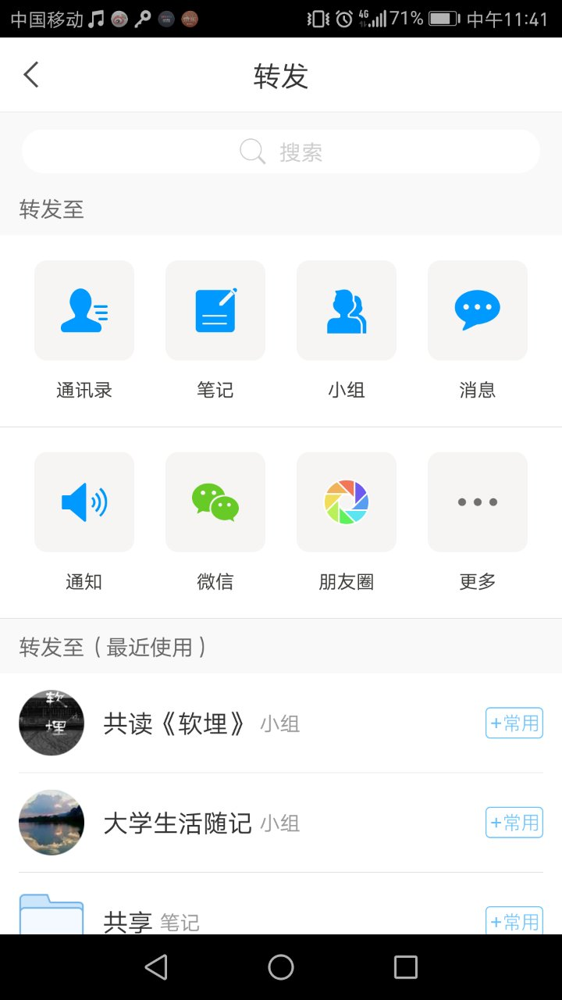 中国移动 4G 71% 中午11:41
转发
搜索
转发至
通讯录 笔记 小组 消息
通知 微信 朋友圈 更多
转发至（最近使用）
软埋
共读《软埋》 小组 +常用
大学生活随记 小组 +常用
共享 笔记 +常用